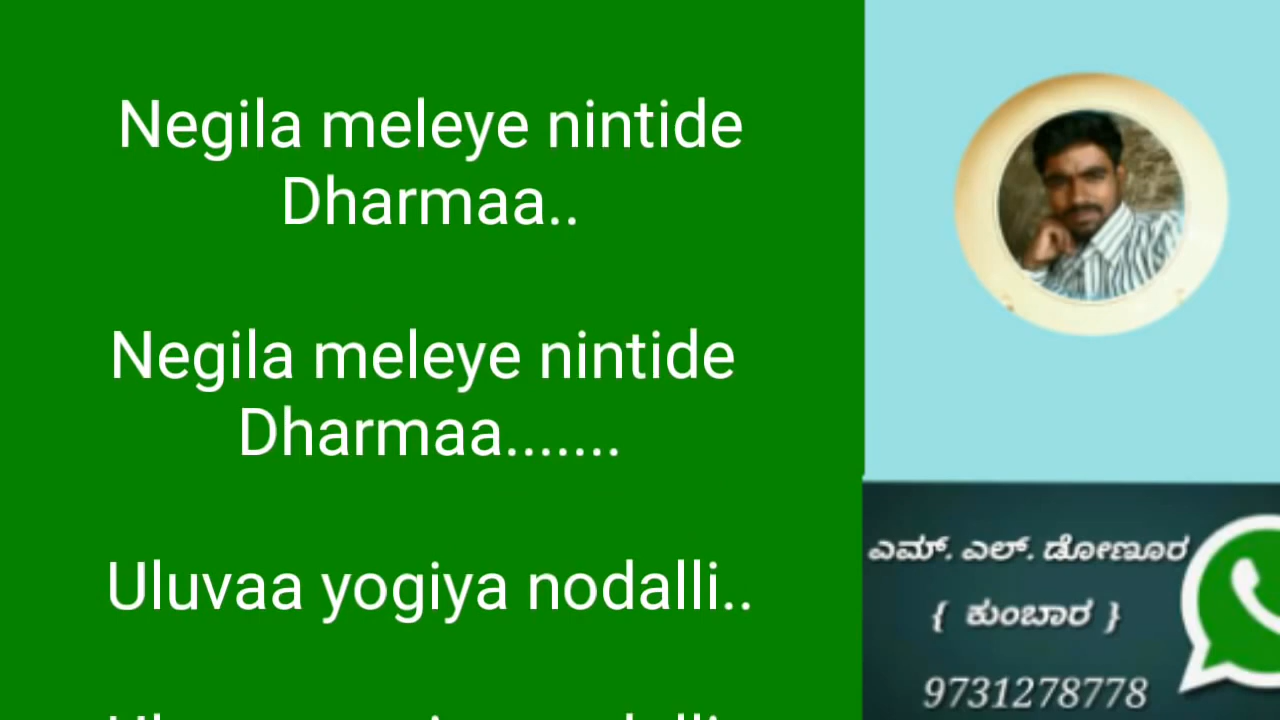 Negila meleye nintide
Dharmaa..
Negila meleye nintide
Dharmaa.......
Uluvaa yogiya nodalli..
ಎಮ್. ಎಲ್. ಡೋಣೂರ
{ ಕುಂಬಾರ }
9731278778